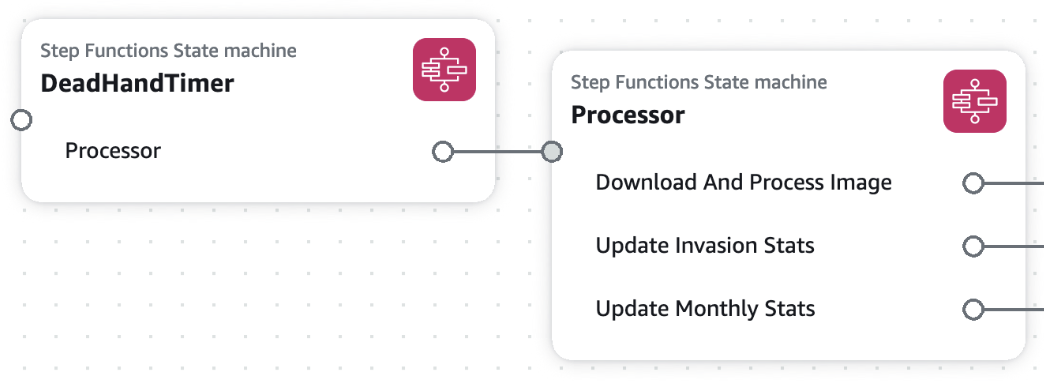 Step Functions State machine
DeadHandTimer
Processor
Step Functions State machine
Processor
Download And Process Image
Update Invasion Stats
Update Monthly Stats